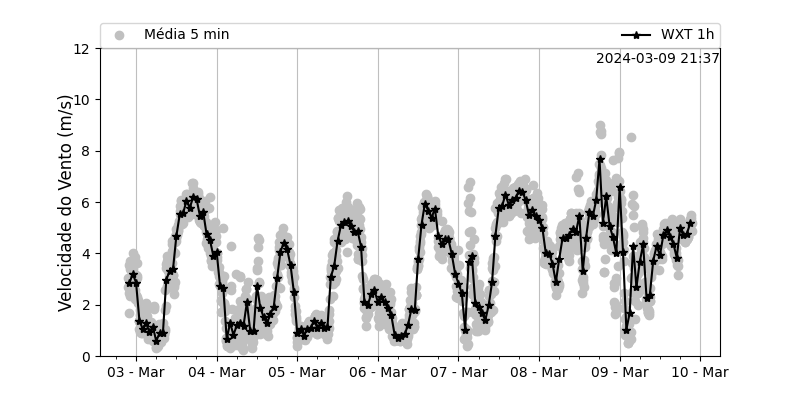 Média 5 min WXT 1h
2024-03-09 21:37
Velocidade do Vento (m/s)
12
10
8
6
4
2
0
03 - Mar 04 - Mar 05 - Mar 06 - Mar 07 - Mar 08 - Mar 09 - Mar 10 - Mar